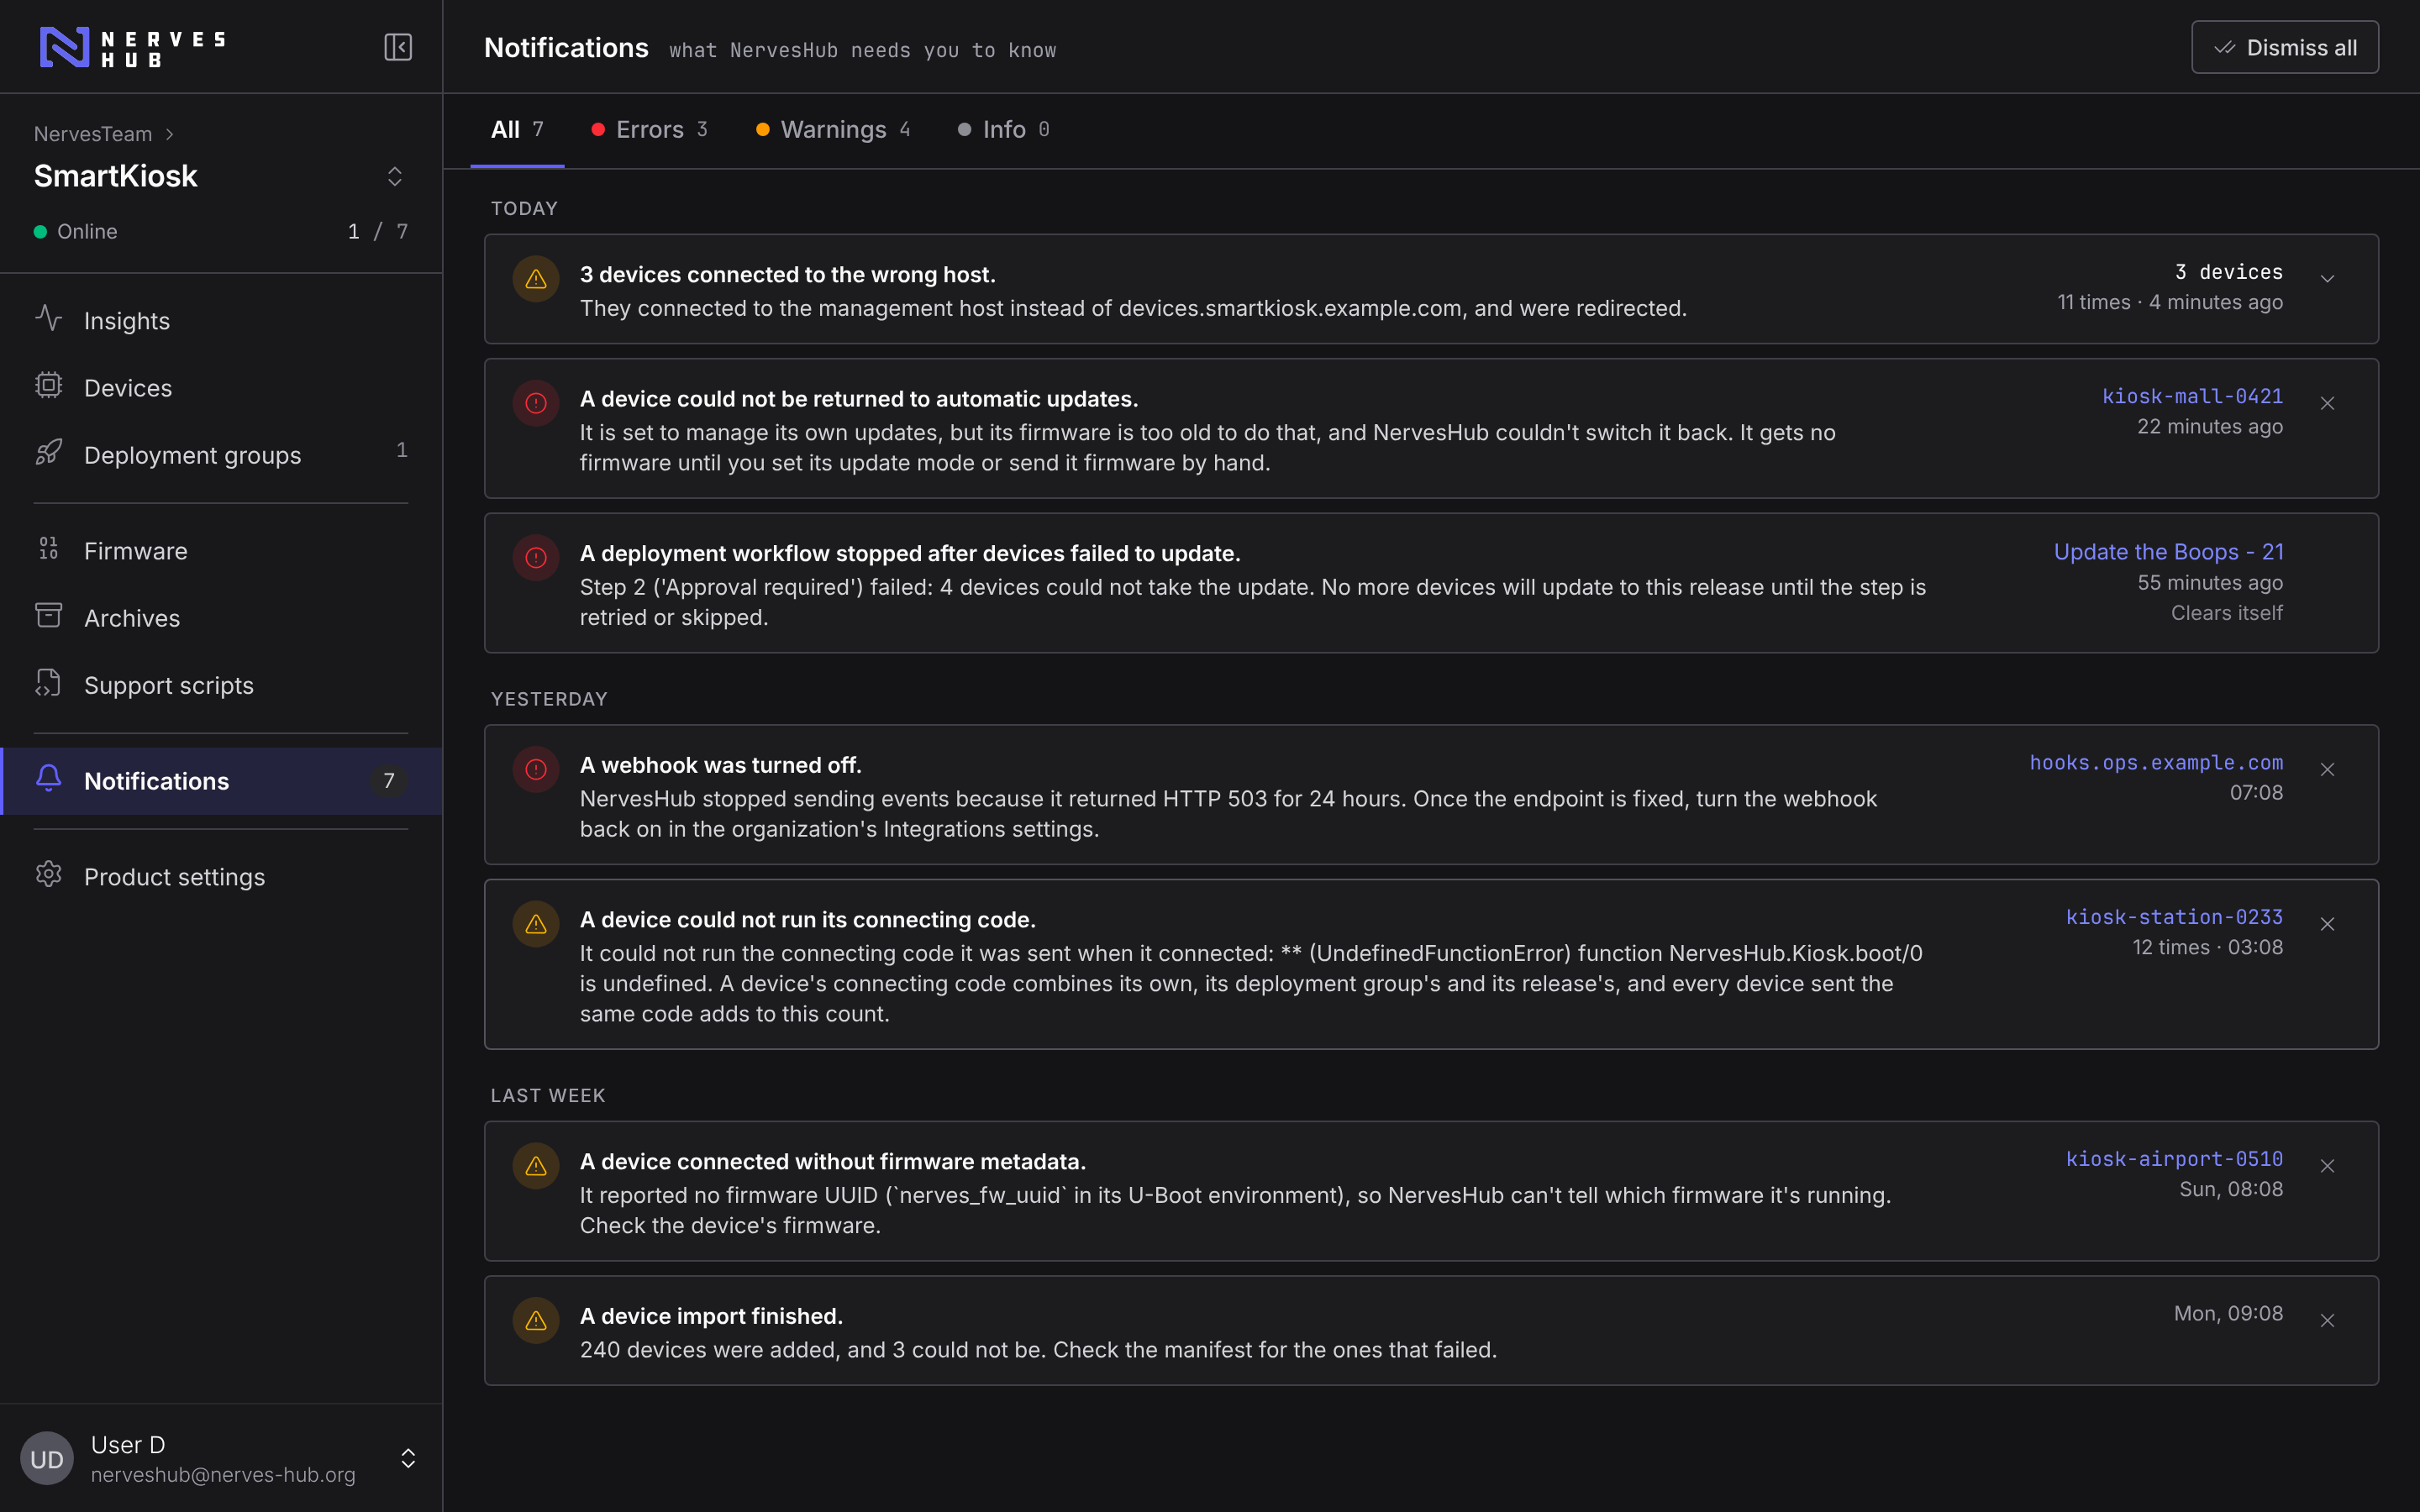 NERVES
HUB
NervesTeam
SmartKiosk
Online 1 / 7
Insights
Devices
Deployment groups 1
Firmware
Archives
Support scripts
Notifications 7
Product settings
UD
User D
nerveshub@nerves-hub.org
Notifications what NervesHub needs you to know
Dismiss all
All 7 Errors 3 Warnings 4 Info 0
TODAY
3 devices connected to the wrong host.
They connected to the management host instead of devices.smartkiosk.example.com, and were redirected.
3 devices
11 times · 4 minutes ago
A device could not be returned to automatic updates.
It is set to manage its own updates, but its firmware is too old to do that, and NervesHub couldn't switch it back. It gets no
firmware until you set its update mode or send it firmware by hand.
kiosk-mall-0421
22 minutes ago
A deployment workflow stopped after devices failed to update.
Step 2 ('Approval required') failed: 4 devices could not take the update. No more devices will update to this release until the step is
retried or skipped.
Update the Boops - 21
55 minutes ago
Clears itself
YESTERDAY
A webhook was turned off.
NervesHub stopped sending events because it returned HTTP 503 for 24 hours. Once the endpoint is fixed, turn the webhook
back on in the organization's Integrations settings.
hooks.ops.example.com
07:08
A device could not run its connecting code.
It could not run the connecting code it was sent when it connected: ** (UndefinedFunctionError) function NervesHub.Kiosk.boot/0
is undefined. A device's connecting code combines its own, its deployment group's and its release's, and every device sent the
same code adds to this count.
kiosk-station-0233
12 times · 03:08
LAST WEEK
A device connected without firmware metadata.
It reported no firmware UUID (`nerves_fw_uuid` in its U-Boot environment), so NervesHub can't tell which firmware it's running.
Check the device's firmware.
kiosk-airport-0510
Sun, 08:08
A device import finished.
240 devices were added, and 3 could not be. Check the manifest for the ones that failed.
Mon, 09:08